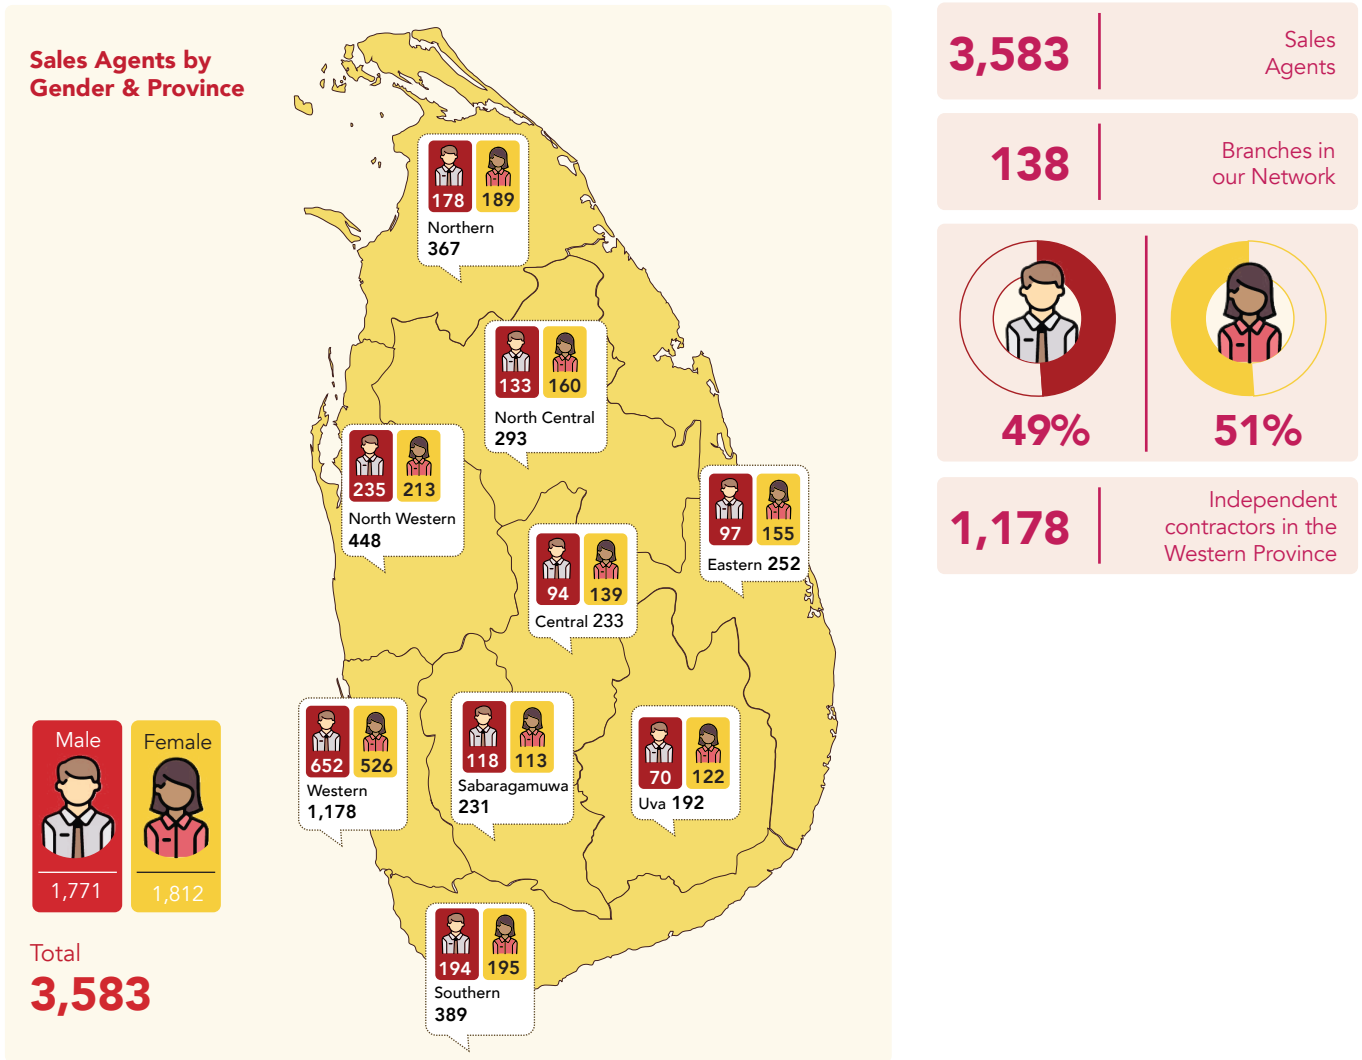 Sales Agents by
Gender & Province
178 189
Northern
367
133 160
North Central
293
235 213
North Western
448
97 155
Eastern 252
94 139
Central 233
652 526
Western
1,178
118 113
Sabaragamuwa
231
70 122
Uva 192
194 195
Southern
389
Male Female
1,771 1,812
Total
3,583
3,583
Sales
Agents
138
Branches in
our Network
49% 51%
1,178
Independent
contractors in the
Western Province